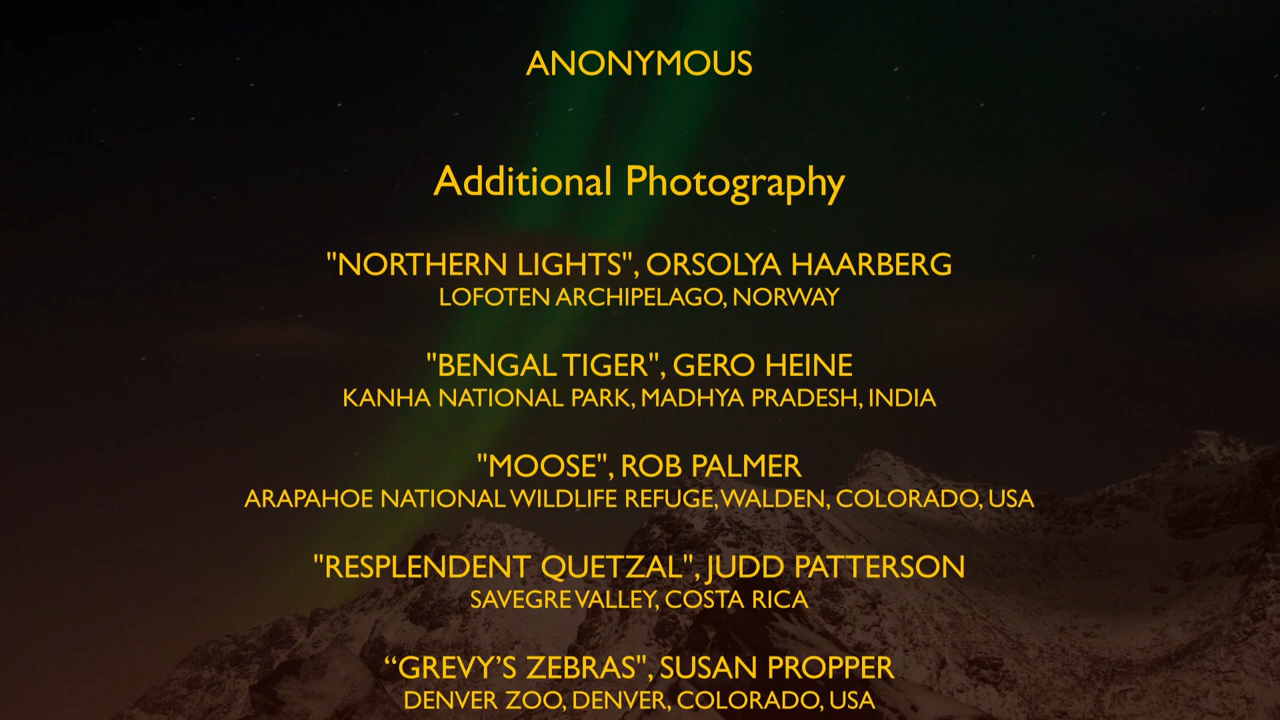 ANONYMOUS
Additional Photography
"NORTHERN LIGHTS", ORSOLYA HAARBERG
LOFOTEN ARCHIPELAGO, NORWAY
"BENGAL TIGER", GERO HEINE
KANHA NATIONAL PARK, MADHYA PRADESH, INDIA
"MOOSE", ROB PALMER
ARAPAHOE NATIONAL WILDLIFE REFUGE, WALDEN, COLORADO, USA
"RESPLENDENT QUETZAL", JUDD PATTERSON
SAVEGRE VALLEY, COSTA RICA
“GREVY’S ZEBRAS", SUSAN PROPPER
DENVER ZOO, DENVER, COLORADO, USA